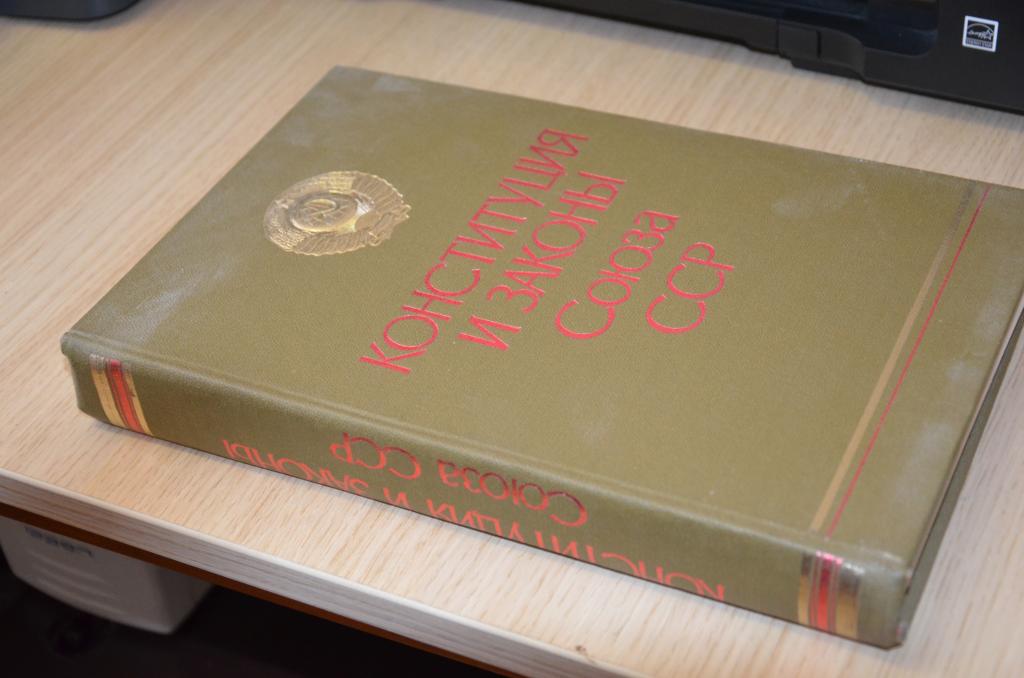 КОНСТИТУЦИЯ
И ЗАКОНЫ
СОЮЗА
ССР
КОНСТИТУЦИЯ И ЗАКОНЫ
СОЮЗА ССР